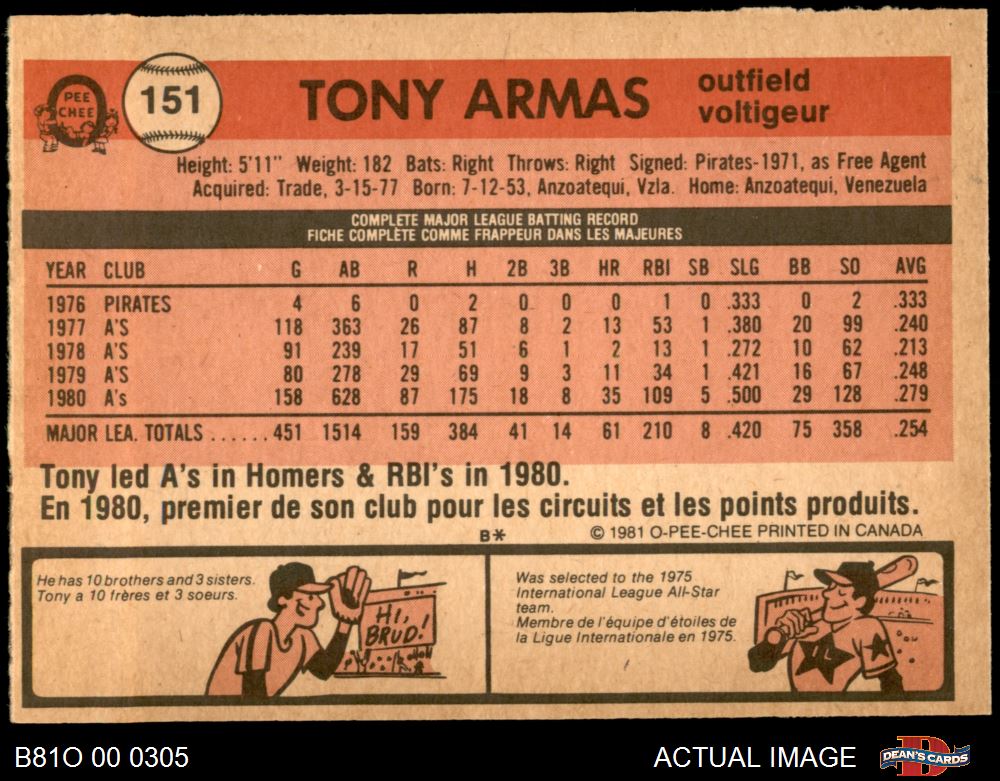 PEE
CHEE
151
TONY ARMAS
outfield
voltigeur
Height: 5'11" Weight: 182 Bats: Right Throws: Right Signed: Pirates-1971, as Free Agent
Acquired: Trade, 3-15-77 Born: 7-12-53, Anzoatequi, Vzla. Home: Anzoatequi, Venezuela
COMPLETE MAJOR LEAGUE BATTING RECORD
FICHE COMPLÈTE COMME FRAPPEUR DANS LES MAJEURES
YEAR CLUB G AB R H 2B 3B HR RBI SB SLG BB SO AVG
1976 PIRATES 4 6 0 2 0 0 0 1 0 .333 0 2 .333
1977 A'S 118 363 26 87 8 2 13 53 1 .380 20 99 .240
1978 A'S 91 239 17 51 6 1 2 13 1 .272 10 62 .213
1979 A'S 80 278 29 69 9 3 11 34 1 .421 16 67 .248
1980 A's 158 628 87 175 18 8 35 109 5 .500 29 128 .279
MAJOR LEA. TOTALS ...... 451 1514 159 384 41 14 61 210 8 .420 75 358 .254
Tony led A's in Homers & RBI's in 1980.
En 1980, premier de son club pour les circuits et les points produits.
B* © 1981 O-PEE-CHEE PRINTED IN CANADA
He has 10 brothers and 3 sisters.
Tony a 10 frères et 3 soeurs.
HI,
BRUD!
Was selected to the 1975
International League All-Star
team.
Membre de l'équipe d'étoiles de
la Ligue Internationale en 1975.
B81O 00 0305
ACTUAL IMAGE
DEAN'S CARDS